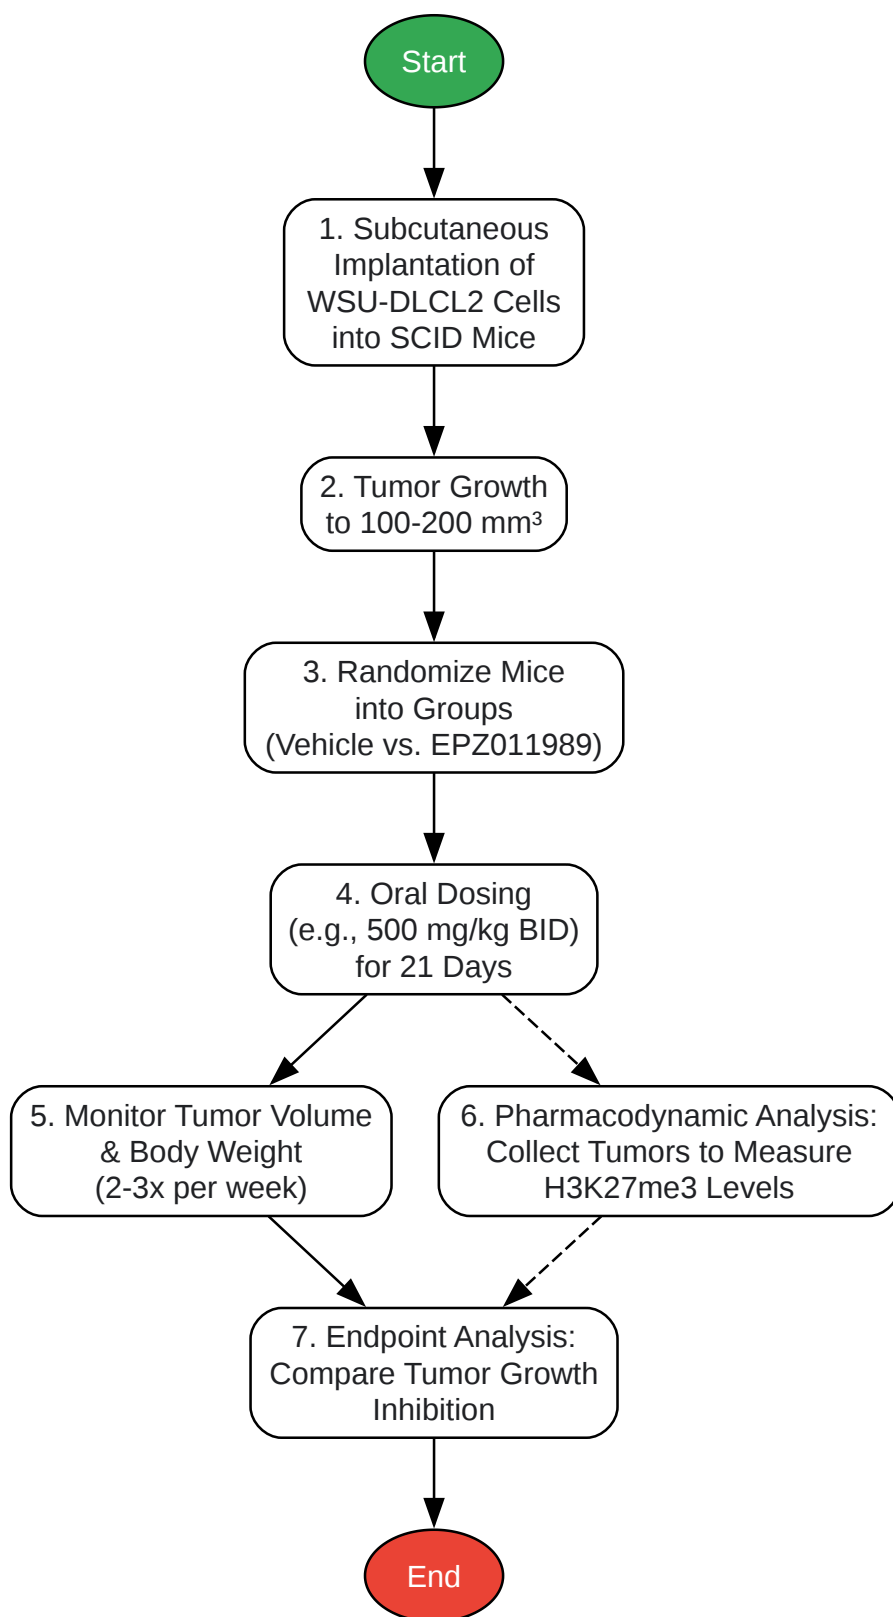 Start
1. Subcutaneous
Implantation of
WSU-DLCL2 Cells
into SCID Mice
2. Tumor Growth
to 100-200 mm³
3. Randomize Mice
into Groups
(Vehicle vs. EPZ011989)
4. Oral Dosing
(e.g., 500 mg/kg BID)
for 21 Days
5. Monitor Tumor Volume
& Body Weight
(2-3x per week)
6. Pharmacodynamic Analysis:
Collect Tumors to Measure
H3K27me3 Levels
7. Endpoint Analysis:
Compare Tumor Growth
Inhibition
End